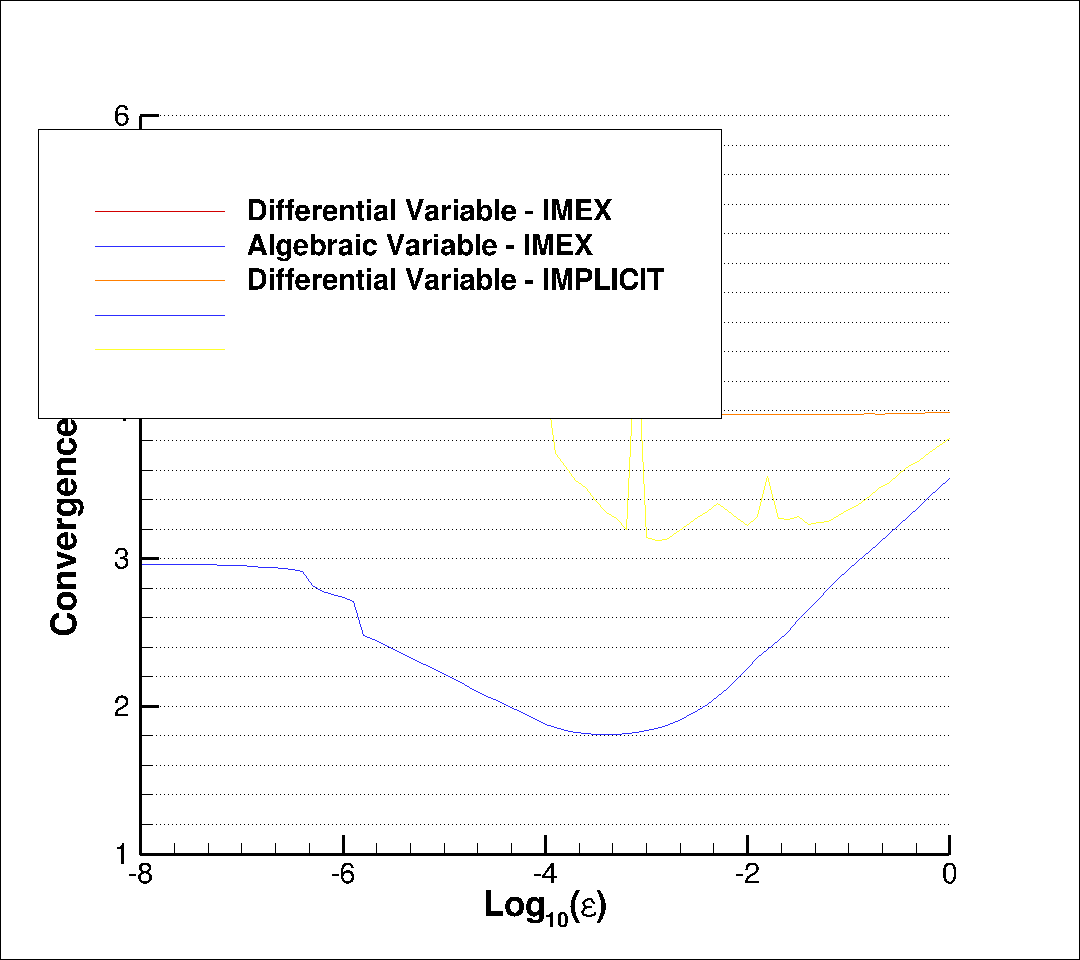 6
Differential Variable - IMEX
Algebraic Variable - IMEX
Differential Variable - IMPLICIT
Convergence
3
2
1
-8 -6 -4 -2 0
Log₁₀(ε)